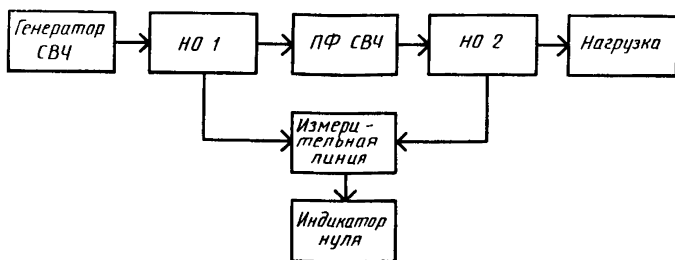 Генератор
СВЧ
НО 1
ПФ СВЧ
НО 2
Нагрузка
Измери-
тельная
линия
Индикатор
нуля